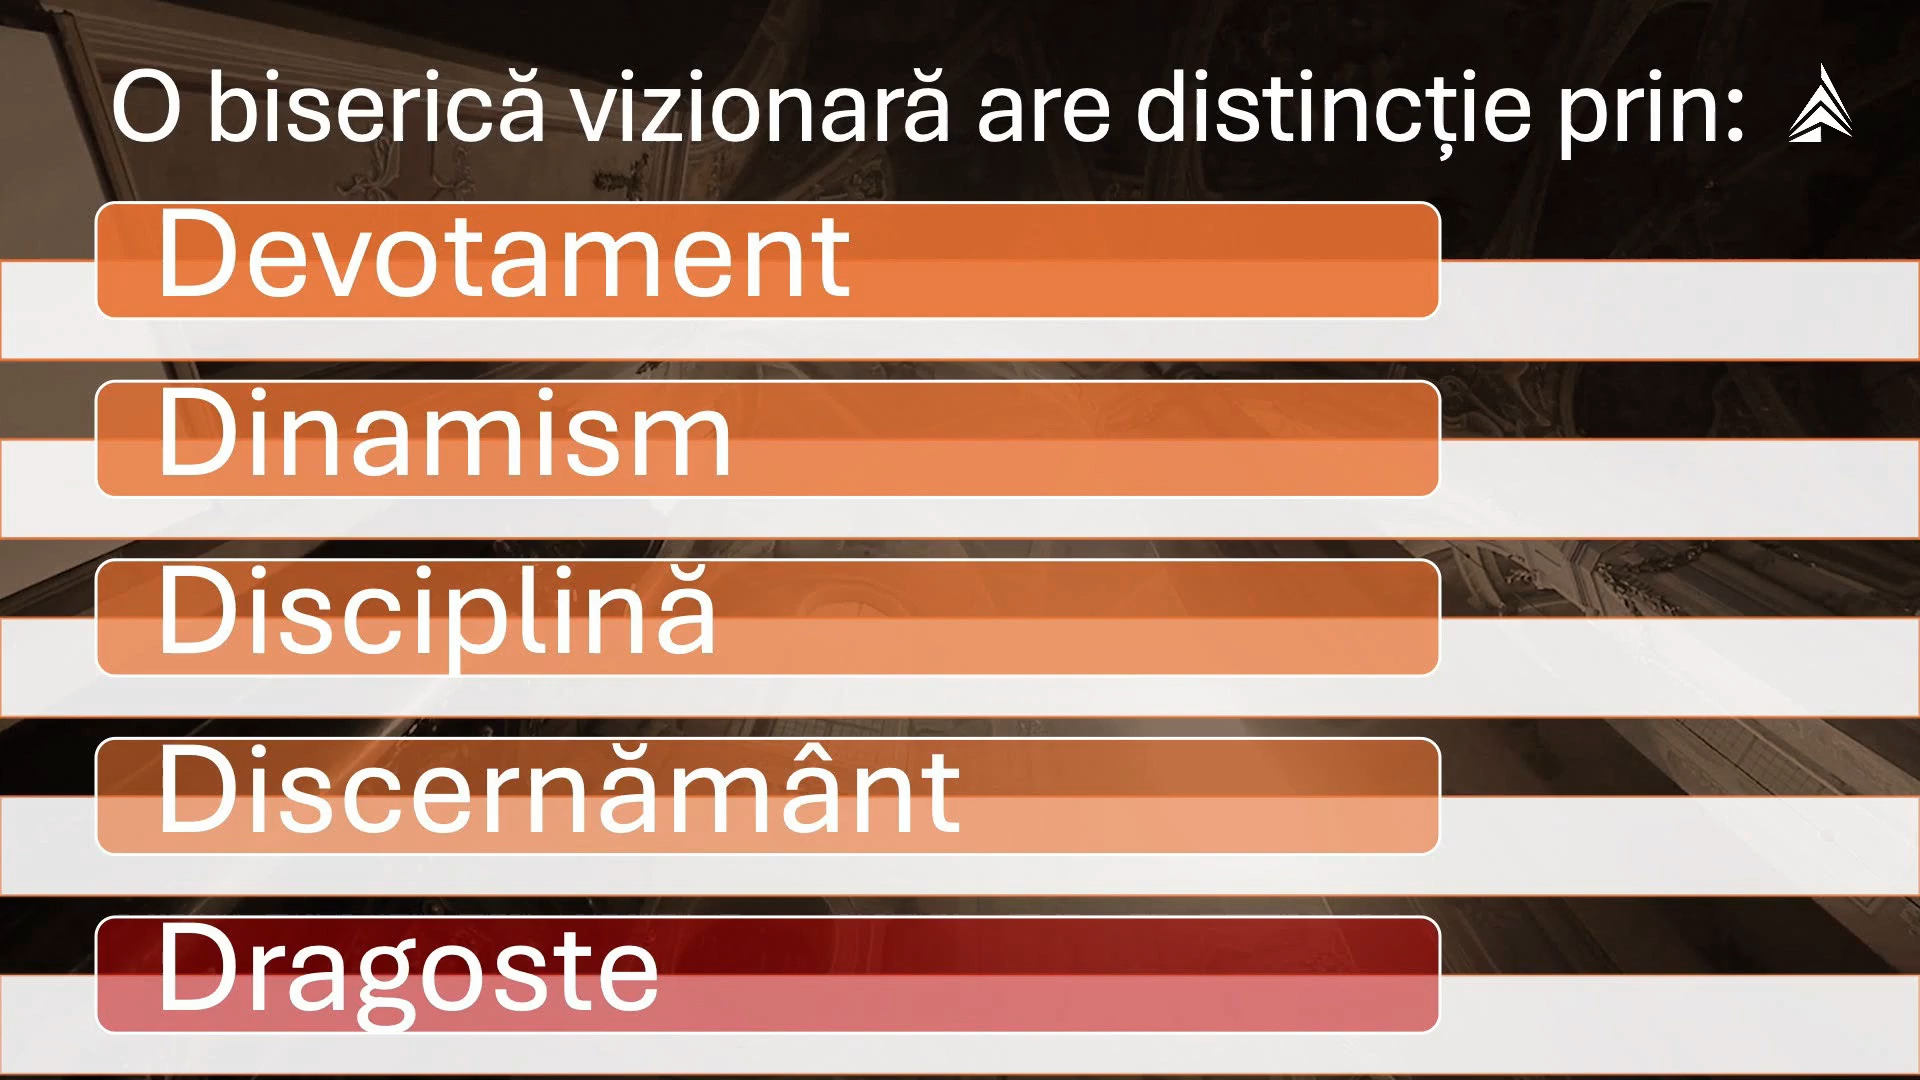 O biserică vizionară are distincție prin:
Devotament
Dinamism
Disciplină
Discernământ
Dragoste